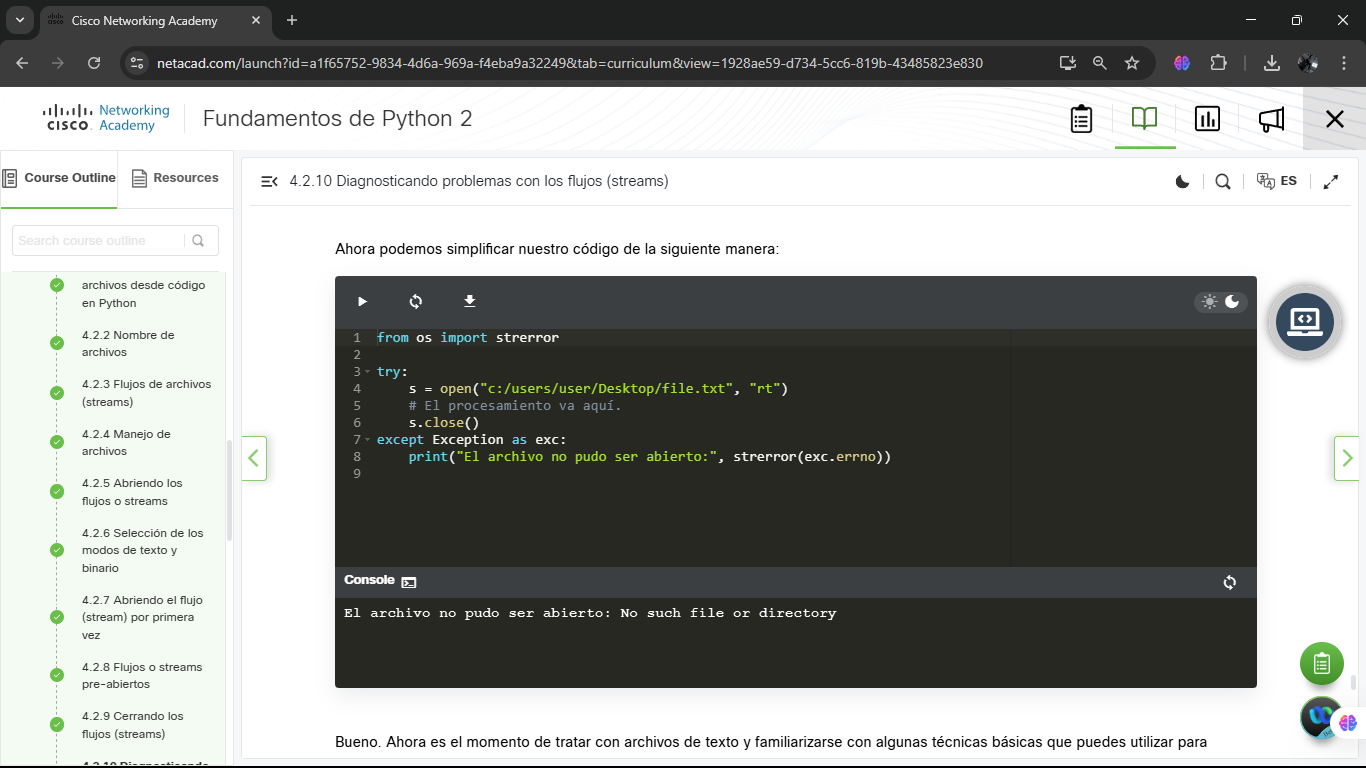 Cisco Networking Academy
netacad.com/launch?id=a1f65752-9834-4d6a-969a-f4eba9a32249&tab=curriculum&view=1928ae59-d734-5cc6-819b-43485823e830
Networking
CISCO Academy
Fundamentos de Python 2
Course Outline
Resources
4.2.10 Diagnosticando problemas con los flujos (streams)
ES
Search course outline
archivos desde código
en Python
4.2.2 Nombre de
archivos
4.2.3 Flujos de archivos
(streams)
4.2.4 Manejo de
archivos
4.2.5 Abriendo los
flujos o streams
4.2.6 Selección de los
modos de texto y
binario
4.2.7 Abriendo el flujo
(stream) por primera
vez
4.2.8 Flujos o streams
pre-abiertos
4.2.9 Cerrando los
flujos (streams)
4.2.10 Diagnosticando
Ahora podemos simplificar nuestro código de la siguiente manera:
1 from os import strerror
2
3 try:
4 s = open("c:/users/user/Desktop/file.txt", "rt")
5 # El procesamiento va aquí.
6 s.close()
7 except Exception as exc:
8 print("El archivo no pudo ser abierto:", strerror(exc.errno))
9
Console
El archivo no pudo ser abierto: No such file or directory
Bueno. Ahora es el momento de tratar con archivos de texto y familiarizarse con algunas técnicas básicas que puedes utilizar para